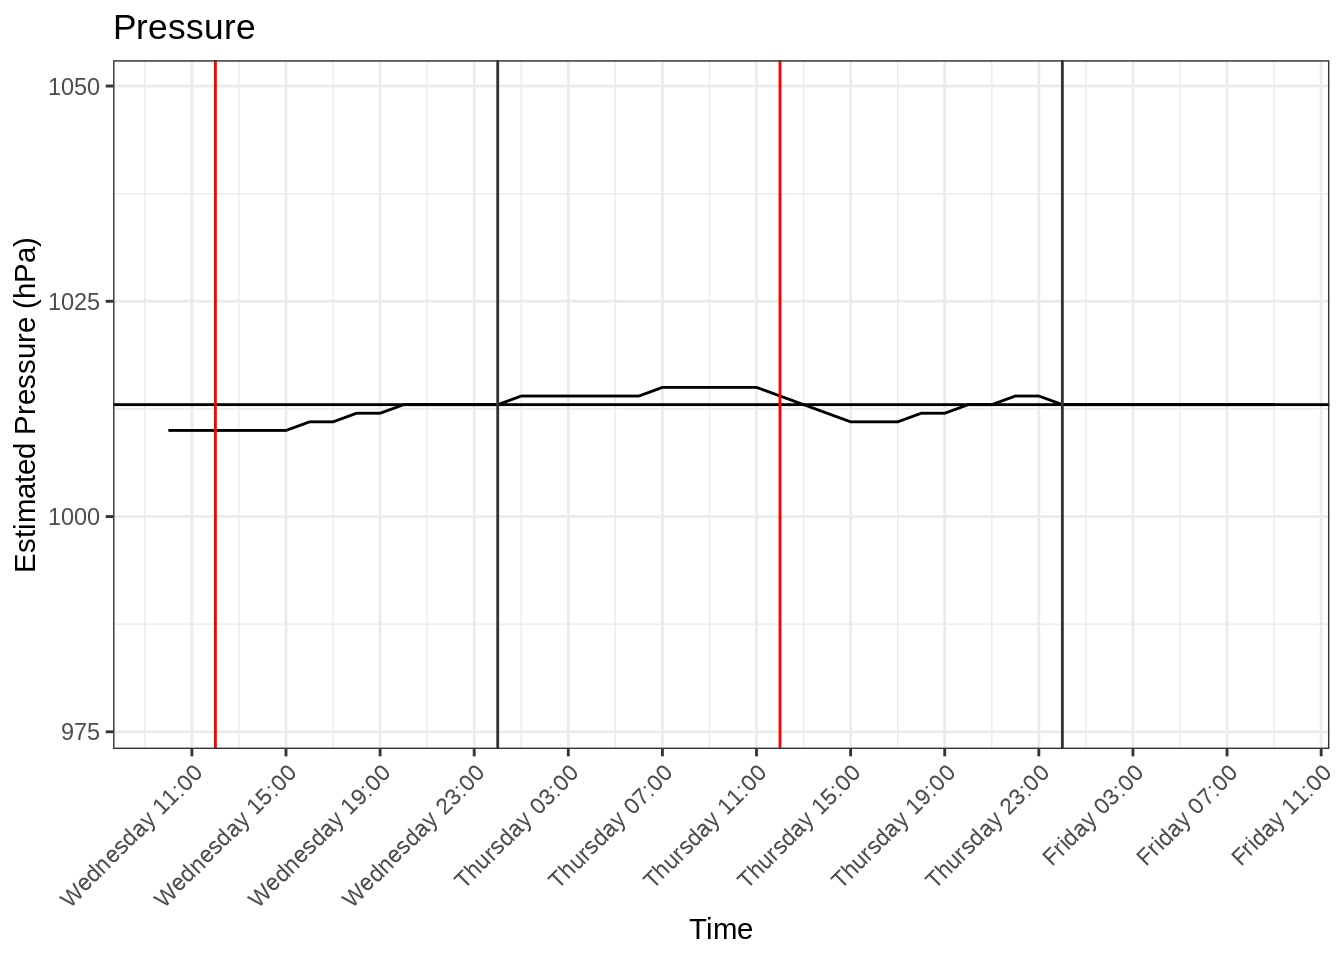 Pressure
Estimated Pressure (hPa)
1050
1025
1000
975
Wednesday 11:00
Wednesday 15:00
Wednesday 19:00
Wednesday 23:00
Thursday 03:00
Thursday 07:00
Thursday 11:00
Thursday 15:00
Thursday 19:00
Thursday 23:00
Friday 03:00
Friday 07:00
Friday 11:00
Time